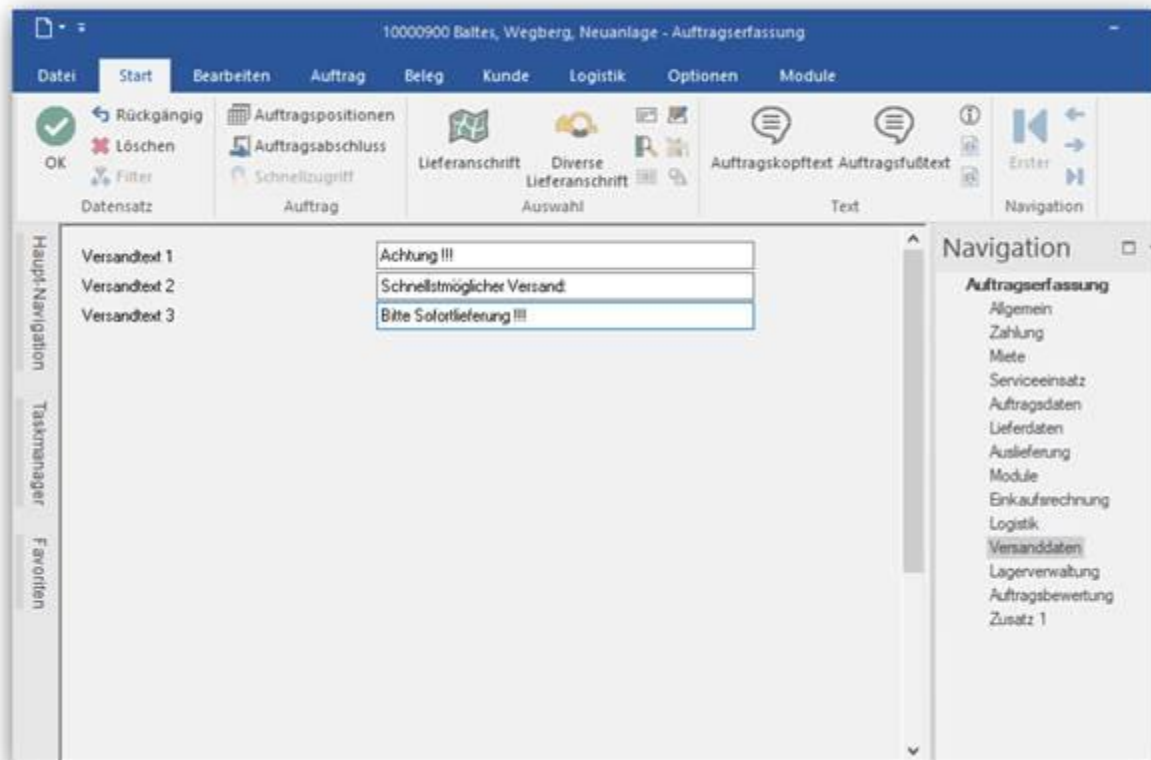 10000900 Baltes, Wegberg, Neuanlage - Auftragserfassung
Datei Start Bearbeiten Auftrag Beleg Kunde Logistik Optionen Module
OK
Rückgängig
Löschen
Filter
Datensatz
Auftragspositionen
Auftragsabschluss
Schnellzugriff
Auftrag
Lieferanschrift
Diverse
Lieferanschrift
Auswahl
Auftragskopftext Auftragsfußtext
Text
Erster
Navigation
Haupt-Navigation
Taskmanager
Favoriten
Versandtext 1 Achtung !!!
Versandtext 2 Schnellstmöglicher Versand:
Versandtext 3 Bitte Sofortlieferung !!!
Navigation
Auftragserfassung
Allgemein
Zahlung
Miete
Serviceeinsatz
Auftragsdaten
Lieferdaten
Auslieferung
Module
Einkaufsrechnung
Logistik
Versanddaten
Lagerverwaltung
Auftragsbewertung
Zusatz 1